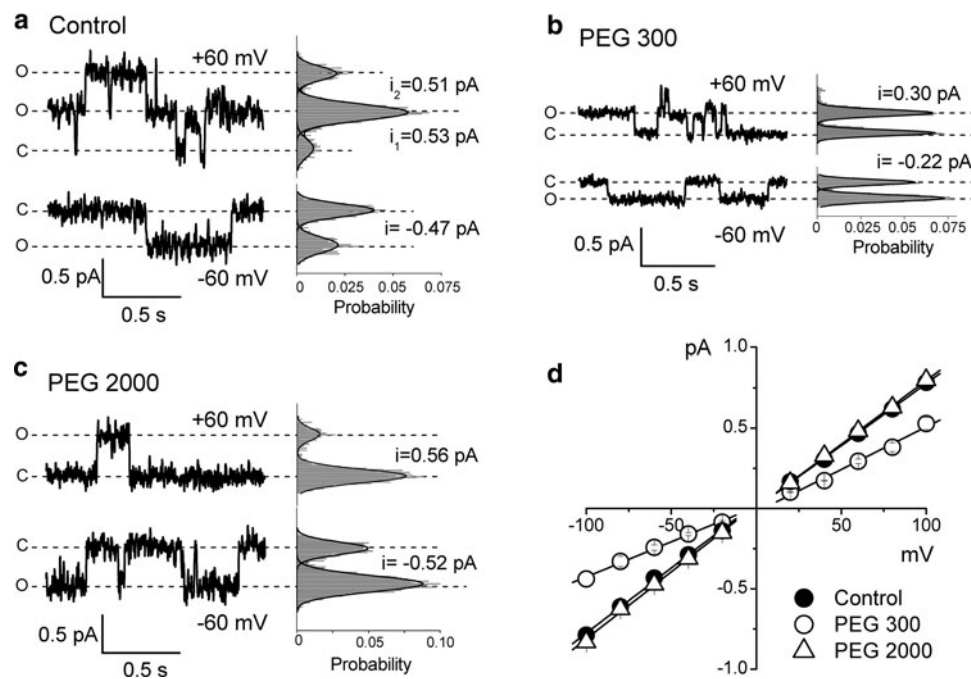 a
Control
O
+60 mV
O
C
i₂=0.51 pA
i₁=0.53 pA
C
O
i= -0.47 pA
-60 mV
0.5 pA
0.5 s
0 0.025 0.05 0.075
Probability
b
PEG 300
+60 mV
O
C
i=0.30 pA
C
O
i= -0.22 pA
-60 mV
0.5 pA
0.5 s
0 0.025 0.05 0.075
Probability
c
PEG 2000
+60 mV
O
C
i=0.56 pA
C
O
i= -0.52 pA
-60 mV
0.5 pA
0.5 s
0 0.05 0.10
Probability
d
pA
1.0
0.5
-100 -50 50 100
mV
-0.5
-1.0
Control
PEG 300
PEG 2000